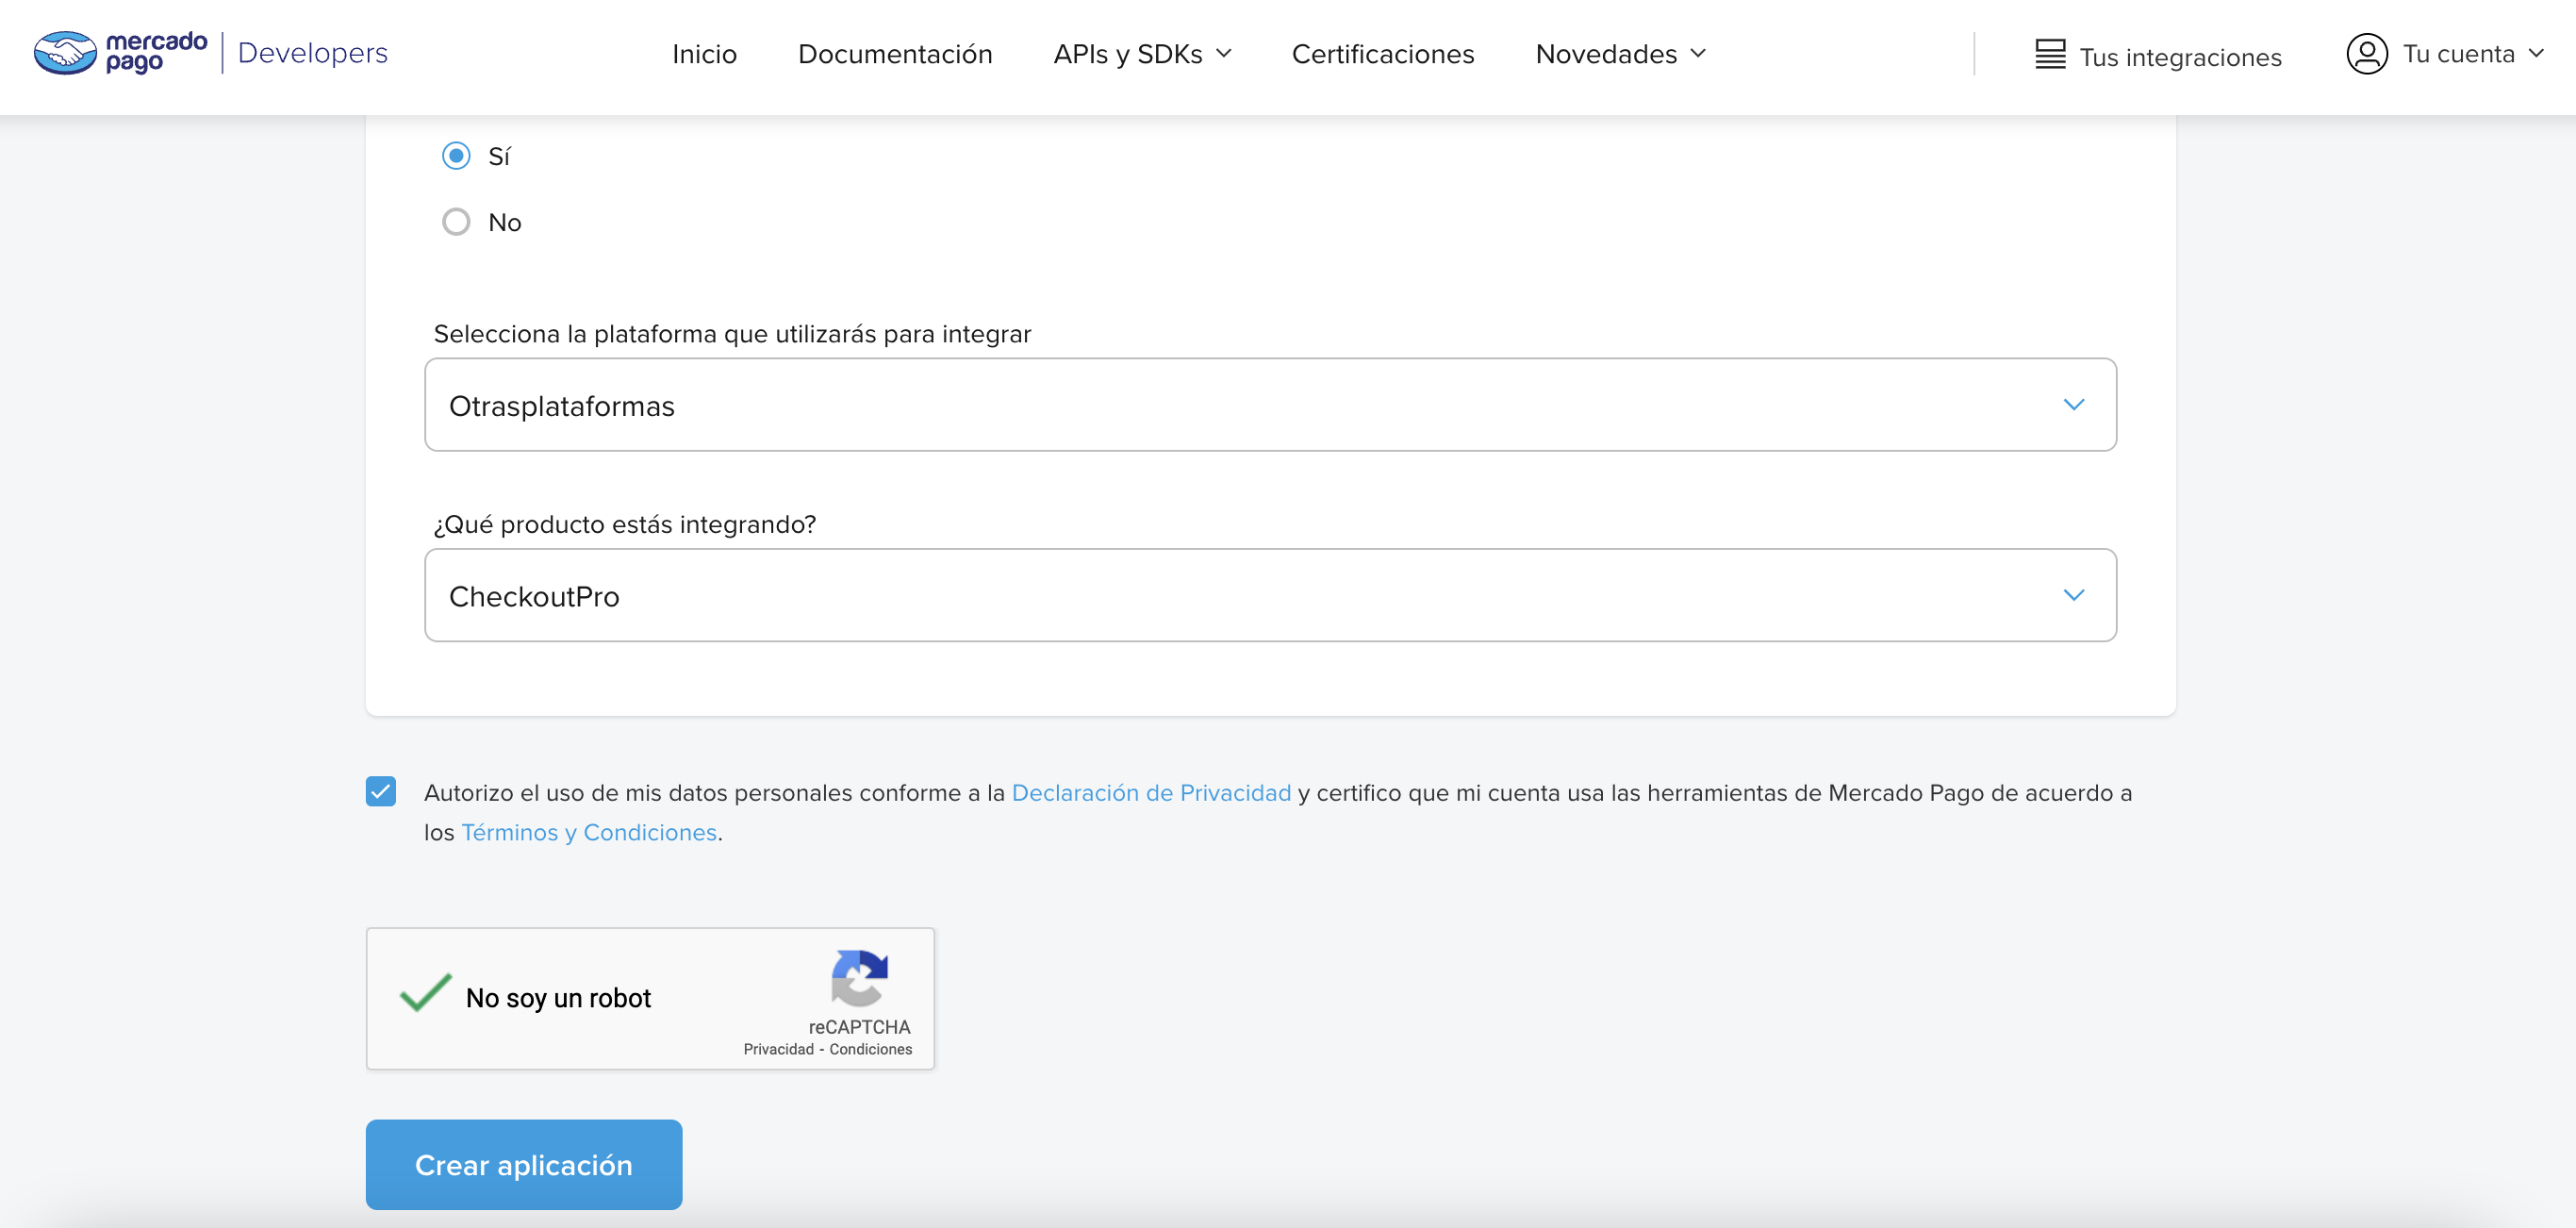 mercado pago | Developers
Inicio
Documentación
APIs y SDKs
Certificaciones
Novedades
Tus integraciones
Tu cuenta
Sí
No
Selecciona la plataforma que utilizarás para integrar
Otrasplataformas
¿Qué producto estás integrando?
CheckoutPro
Autorizo el uso de mis datos personales conforme a la Declaración de Privacidad y certifico que mi cuenta usa las herramientas de Mercado Pago de acuerdo a
los Términos y Condiciones.
No soy un robot
reCAPTCHA
Privacidad - Condiciones
Crear aplicación